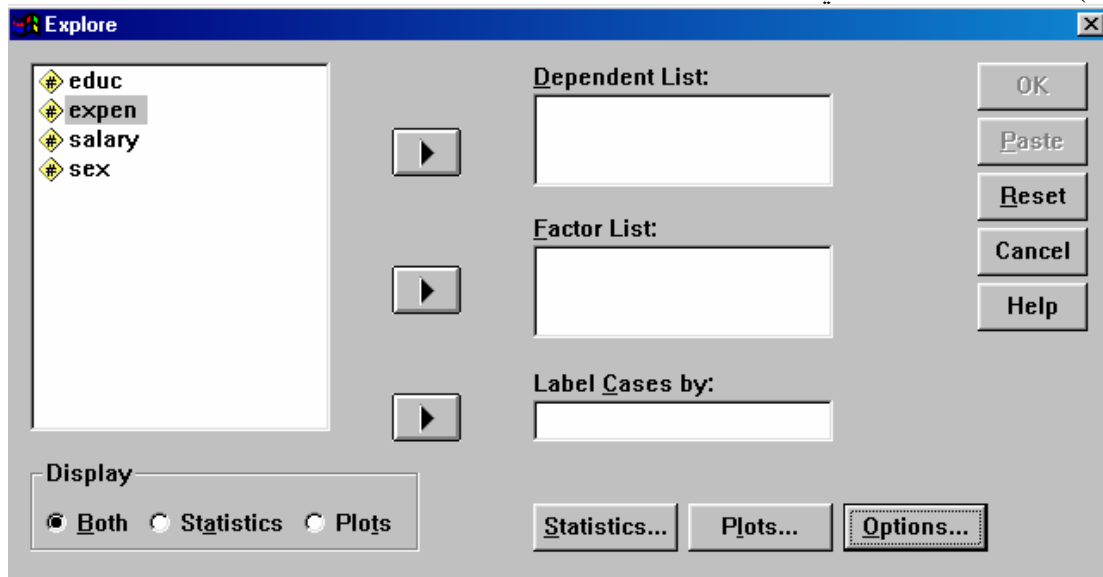 Explore
educ
expen
salary
sex
Dependent List:
Factor List:
Label Cases by:
OK
Paste
Reset
Cancel
Help
Display
Both Statistics Plots
Statistics... Plots... Options...